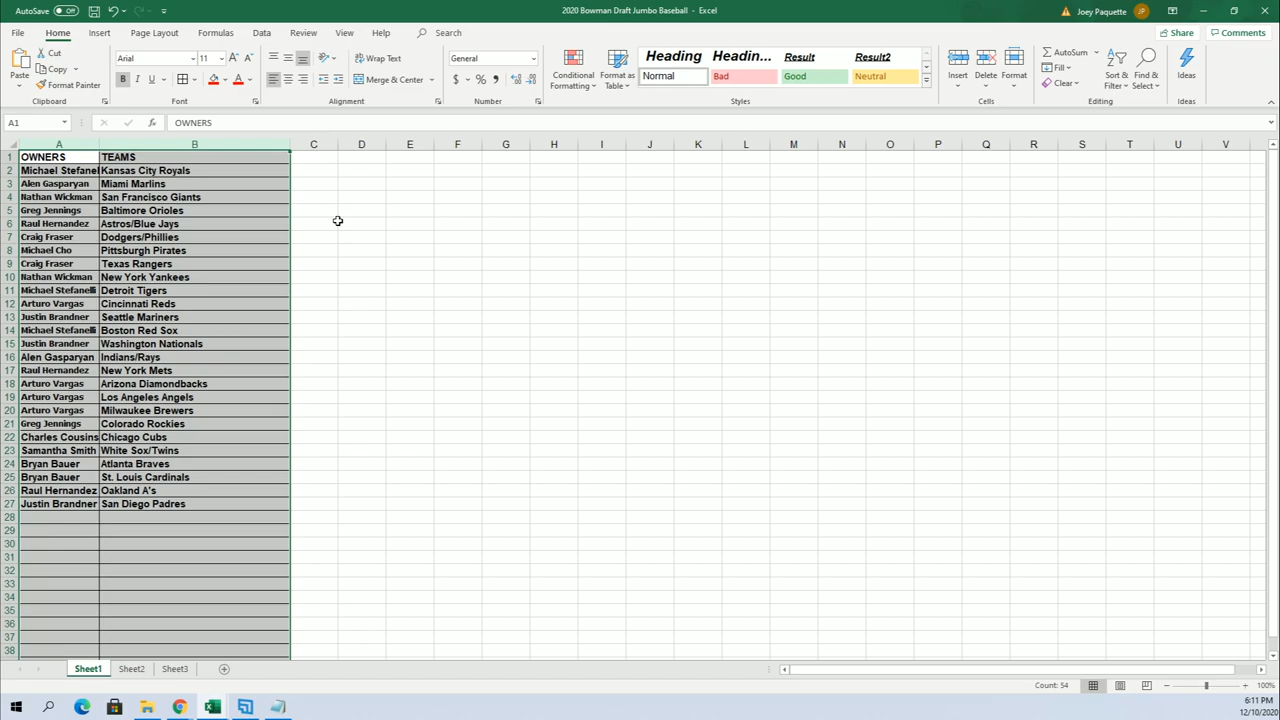 AutoSave Off 2020 Bowman Draft Jumbo Baseball - Excel Joey Paquette JP
File Home Insert Page Layout Formulas Data Review View Help Search Share Comments
Paste Cut Copy Format Painter Clipboard
Arial 11 B I U A Font
Wrap Text Merge & Center Alignment
General $ % Number
Conditional Formatting Format as Table
Heading Headin... Result Result2
Normal Bad Good Neutral
Styles
Insert Delete Format Cells
AutoSum Fill Clear Sort & Filter Find & Select Editing
Ideas Ideas
A1 fx OWNERS
A B C D E F G H I J K L M N O P Q R S T U V
1 OWNERS TEAMS
2 Michael Stefanel Kansas City Royals
3 Alen Gasparyan Miami Marlins
4 Nathan Wickman San Francisco Giants
5 Greg Jennings Baltimore Orioles
6 Raul Hernandez Astros/Blue Jays
7 Craig Fraser Dodgers/Phillies
8 Michael Cho Pittsburgh Pirates
9 Craig Fraser Texas Rangers
10 Nathan Wickman New York Yankees
11 Michael Stefanelli Detroit Tigers
12 Arturo Vargas Cincinnati Reds
13 Justin Brandner Seattle Mariners
14 Michael Stefanelli Boston Red Sox
15 Justin Brandner Washington Nationals
16 Alen Gasparyan Indians/Rays
17 Raul Hernandez New York Mets
18 Arturo Vargas Arizona Diamondbacks
19 Arturo Vargas Los Angeles Angels
20 Arturo Vargas Milwaukee Brewers
21 Greg Jennings Colorado Rockies
22 Charles Cousins Chicago Cubs
23 Samantha Smith White Sox/Twins
24 Bryan Bauer Atlanta Braves
25 Bryan Bauer St. Louis Cardinals
26 Raul Hernandez Oakland A's
27 Justin Brandner San Diego Padres
28
29
30
31
32
33
34
35
36
37
38
Sheet1 Sheet2 Sheet3
Count: 54 100%
6:11 PM
12/10/2020